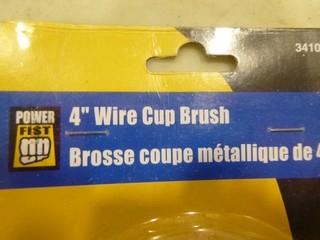 3410
POWER
FIST
4" Wire Cup Brush
Brosse coupe métallique de 4